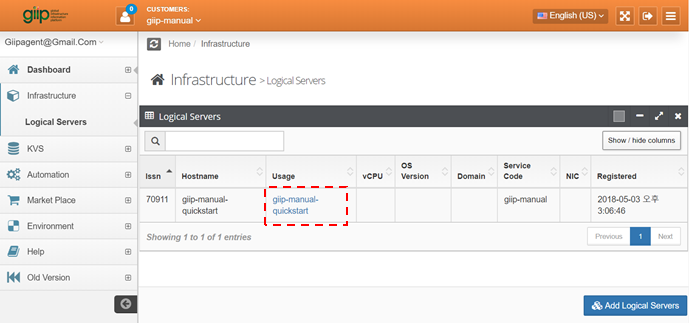 giip
CUSTOMERS:
giip-manual
0
English (US)
Giipagent@Gmail.Com
Home / Infrastructure
Dashboard
Infrastructure
Logical Servers
KVS
Automation
Market Place
Environment
Help
Old Version
Infrastructure > Logical Servers
Logical Servers
Show / hide columns
lssn Hostname Usage vCPU OS Version Domain Service Code NIC Registered
70911 giip-manual-quickstart giip-manual-quickstart giip-manual 2018-05-03 오후 3:06:46
Showing 1 to 1 of 1 entries
Previous 1 Next
Add Logical Servers